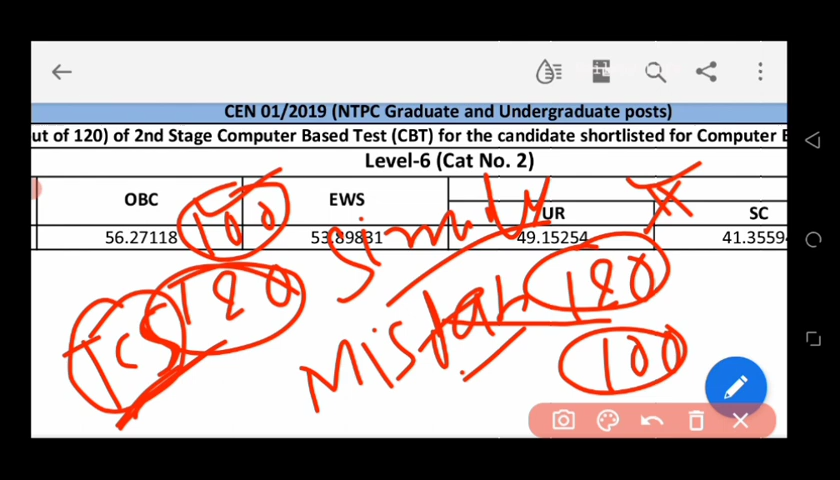 CEN 01/2019 (NTPC Graduate and Undergraduate posts)
ut of 120) of 2nd Stage Computer Based Test (CBT) for the candidate shortlisted for Computer
Level-6 (Cat No. 2)
OBC EWS UR SC
56.27118 53.89831 49.15254 41.3559
100
TCS 120 120
100